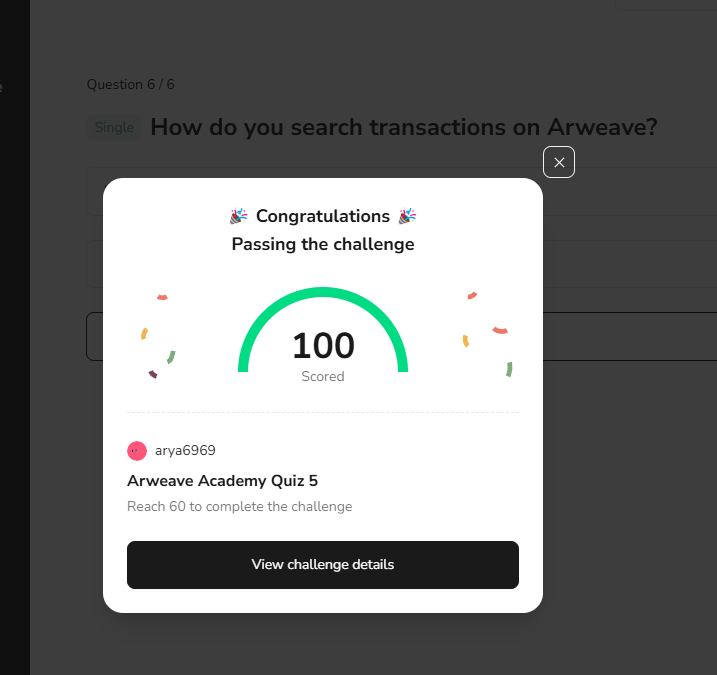 Question 6 / 6
Single How do you search transactions on Arweave?
Congratulations
Passing the challenge
100
Scored
arya6969
Arweave Academy Quiz 5
Reach 60 to complete the challenge
View challenge details